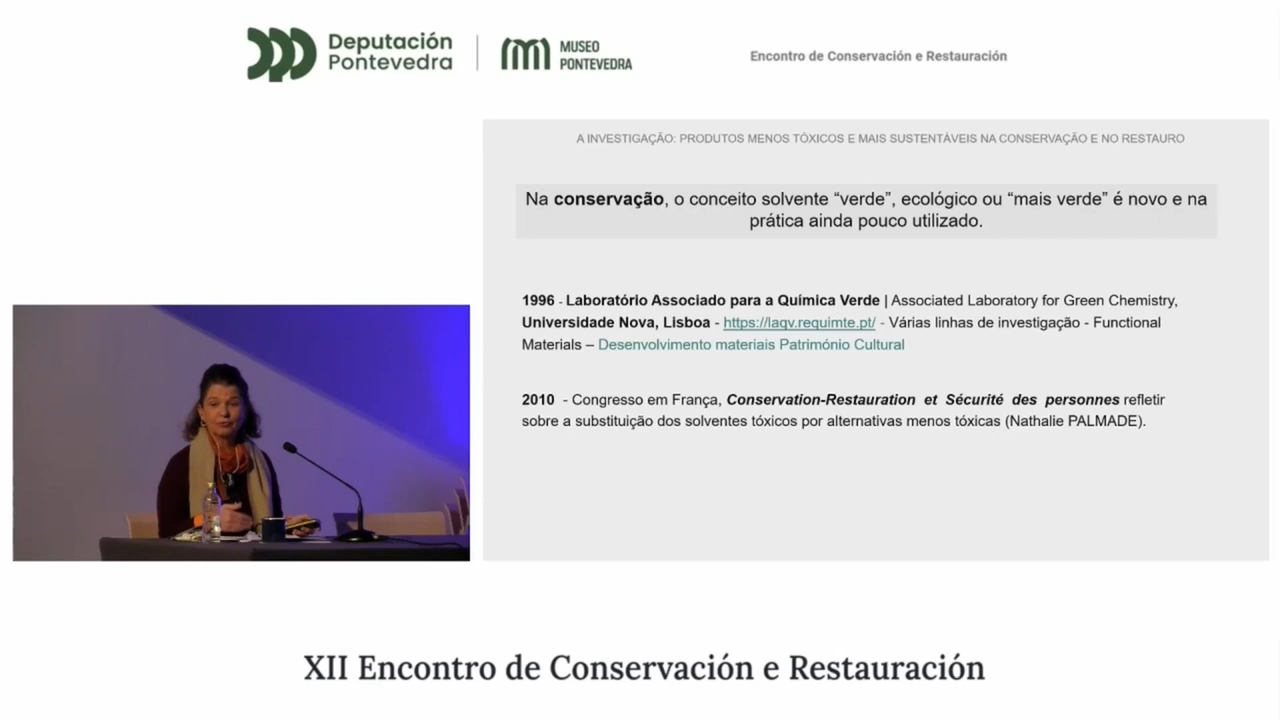 Deputación
Pontevedra
MUSEO
PONTEVEDRA
Encontro de Conservación e Restauración
A INVESTIGAÇÃO: PRODUTOS MENOS TÓXICOS E MAIS SUSTENTÁVEIS NA CONSERVAÇÃO E NO RESTAURO
Na conservação, o conceito solvente “verde”, ecológico ou “mais verde” é novo e na
prática ainda pouco utilizado.
1996 - Laboratório Associado para a Química Verde | Associated Laboratory for Green Chemistry,
Universidade Nova, Lisboa - https://laqv.requimte.pt/ - Várias linhas de investigação - Functional
Materials – Desenvolvimento materiais Património Cultural
2010 - Congresso em França, Conservation-Restauration et Sécurité des personnes refletir
sobre a substituição dos solventes tóxicos por alternativas menos tóxicas (Nathalie PALMADE).
XII Encontro de Conservación e Restauración